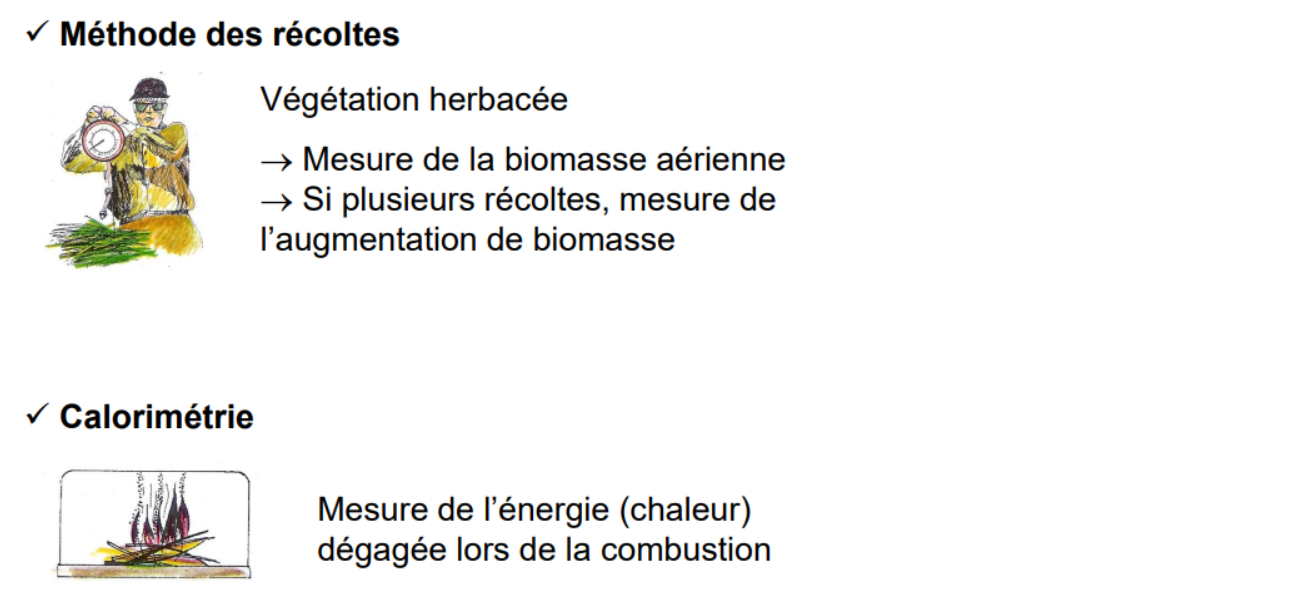 ✓ Méthode des récoltes
Végétation herbacée
→ Mesure de la biomasse aérienne
→ Si plusieurs récoltes, mesure de
l’augmentation de biomasse
✓ Calorimétrie
Mesure de l’énergie (chaleur)
dégagée lors de la combustion